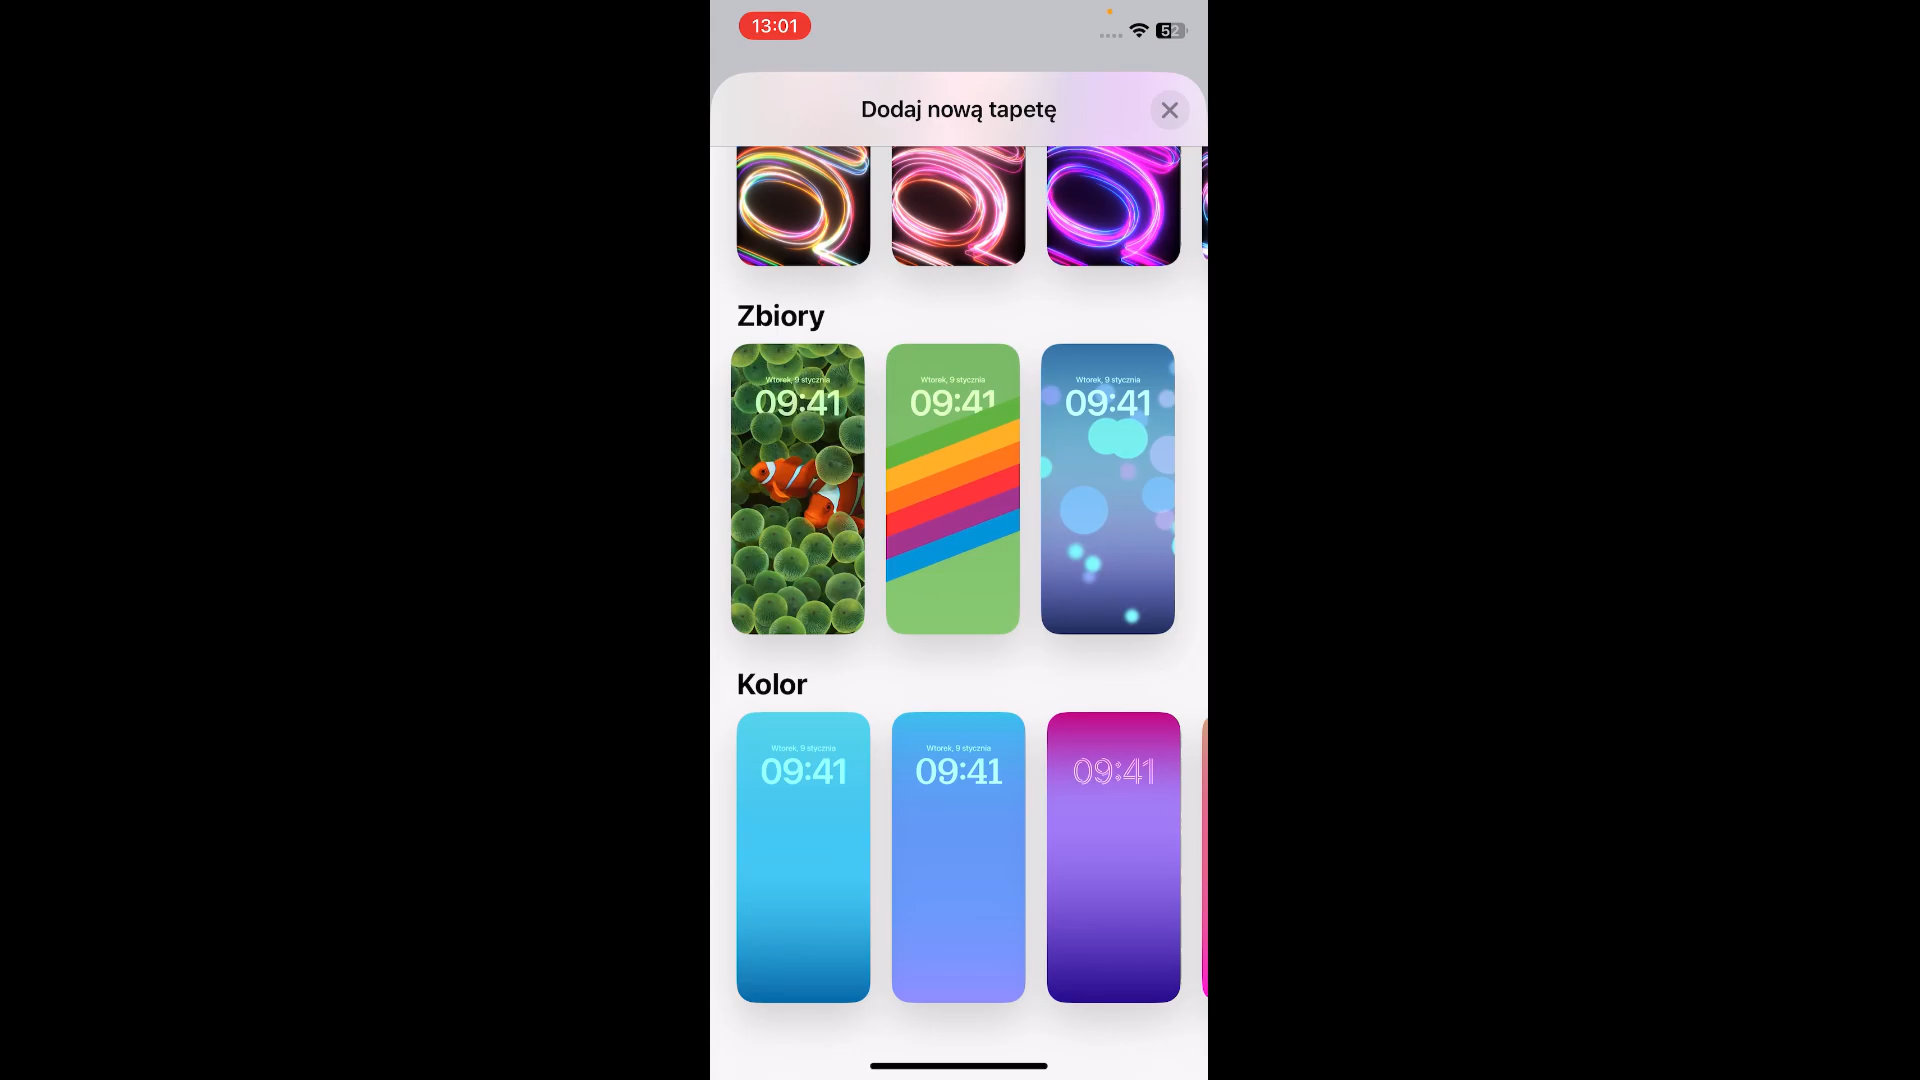 13:01
52
Dodaj nową tapetę
Zbiory
Wtorek, 9 stycznia
09:41
Wtorek, 9 stycznia
09:41
Wtorek, 9 stycznia
09:41
Kolor
Wtorek, 9 stycznia
09:41
Wtorek, 9 stycznia
09:41
09:41